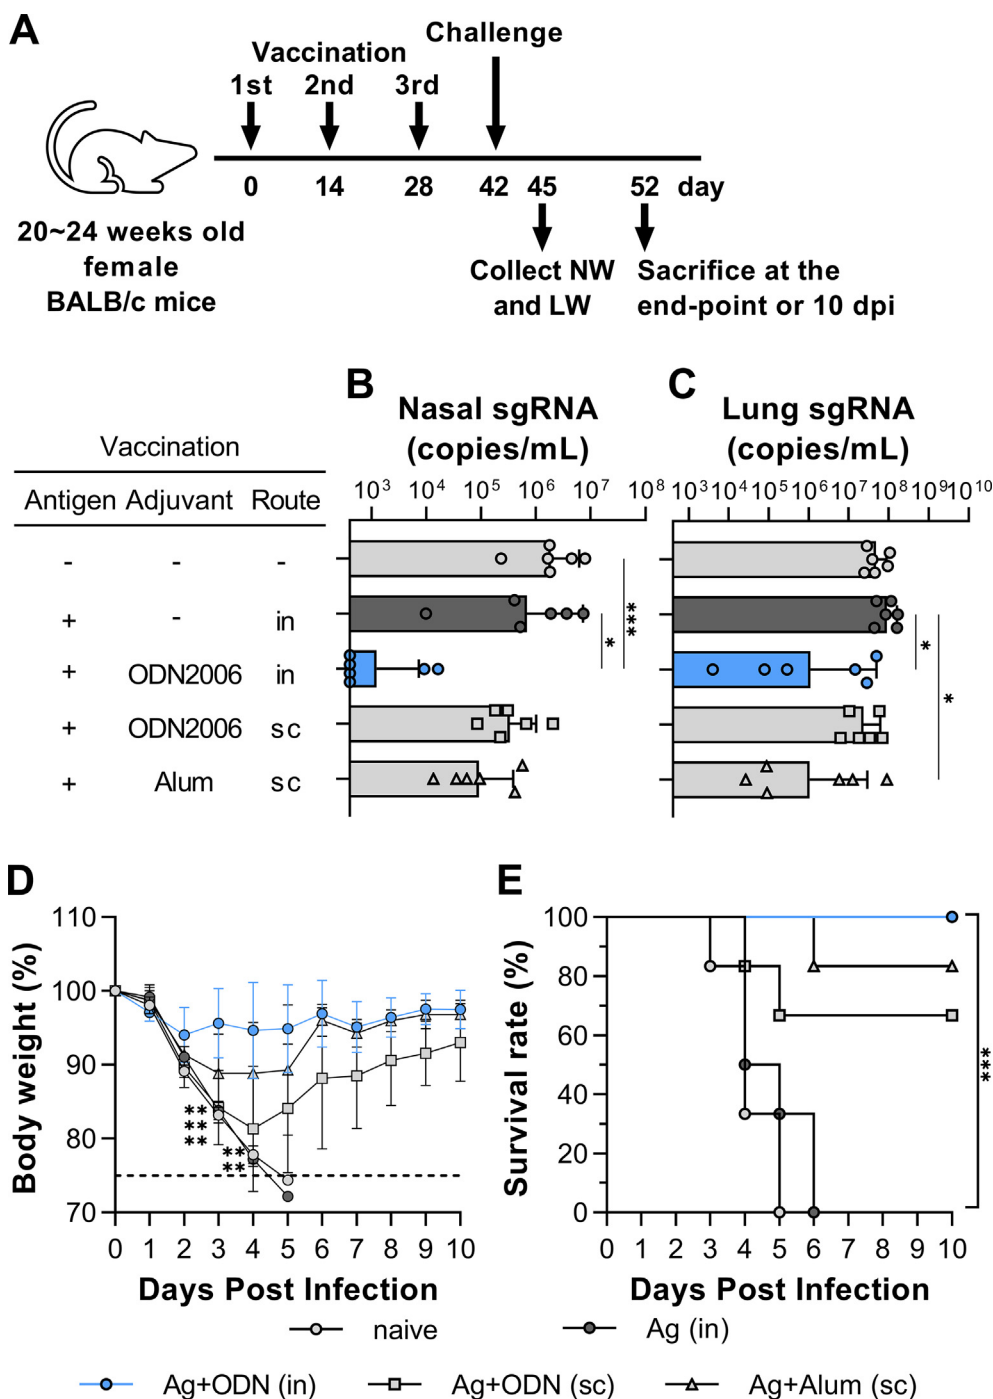 A
Challenge
Vaccination
1st 2nd 3rd
0 14 28 42 45 52 day
20~24 weeks old
female
BALB/c mice
Collect NW
and LW
Sacrifice at the
end-point or 10 dpi
B
Nasal sgRNA
(copies/mL)
C
Lung sgRNA
(copies/mL)
Vaccination
Antigen Adjuvant Route
10³ 10⁴ 10⁵ 10⁶ 10⁷ 10⁸
10³ 10⁴ 10⁵ 10⁶ 10⁷ 10⁸ 10⁹ 10¹⁰
- - -
+ - in
+ ODN2006 in
+ ODN2006 sc
+ Alum sc
*
***
*
*
D
Body weight (%)
110
100
90
80
70
**
**
**
**
**
0 1 2 3 4 5 6 7 8 9 10
Days Post Infection
E
Survival rate (%)
100
80
60
40
20
0
***
0 1 2 3 4 5 6 7 8 9 10
Days Post Infection
naive Ag (in)
Ag+ODN (in) Ag+ODN (sc) Ag+Alum (sc)